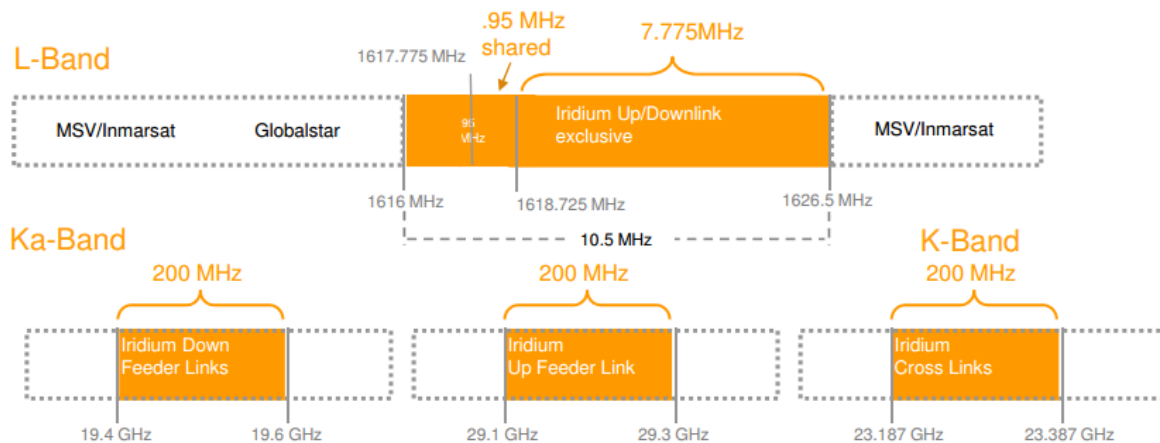 .95 MHz
shared
7.775MHz
L-Band
1617.775 MHz
MSV/Inmarsat
Globalstar
95
MHz
Iridium Up/Downlink
exclusive
MSV/Inmarsat
1616 MHz
1618.725 MHz
1626.5 MHz
10.5 MHz
Ka-Band
K-Band
200 MHz
200 MHz
200 MHz
Iridium Down
Feeder Links
Iridium
Up Feeder Link
Iridium
Cross Links
19.4 GHz
19.6 GHz
29.1 GHz
29.3 GHz
23.187 GHz
23.387 GHz